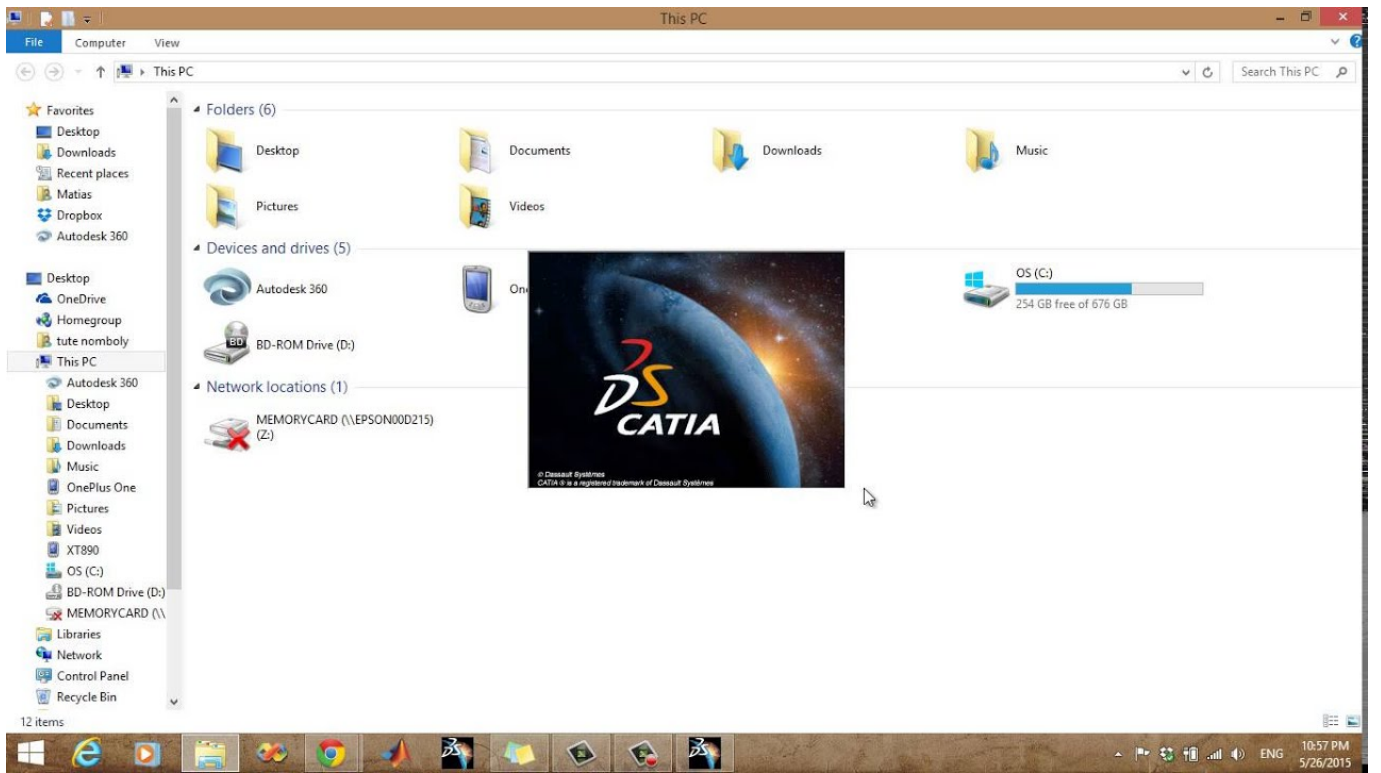 This PC
File Computer View
This PC
Search This PC
Favorites
Desktop
Downloads
Recent places
Matias
Dropbox
Autodesk 360
Desktop
OneDrive
Homegroup
tute nomboly
This PC
Autodesk 360
Desktop
Documents
Downloads
Music
OnePlus One
Pictures
Videos
XT890
OS (C:)
BD-ROM Drive (D:)
MEMORYCARD (\\
Libraries
Network
Control Panel
Recycle Bin
Folders (6)
Desktop
Documents
Downloads
Music
Pictures
Videos
Devices and drives (5)
Autodesk 360
On
OS (C:)
254 GB free of 676 GB
BD-ROM Drive (D:)
BD
Network locations (1)
MEMORYCARD (\\EPSON00D215)
(Z:)
DS
CATIA
© Dassault Systèmes
CATIA ® is a registered trademark of Dassault Systèmes
12 items
ENG
10:57 PM
5/26/2015